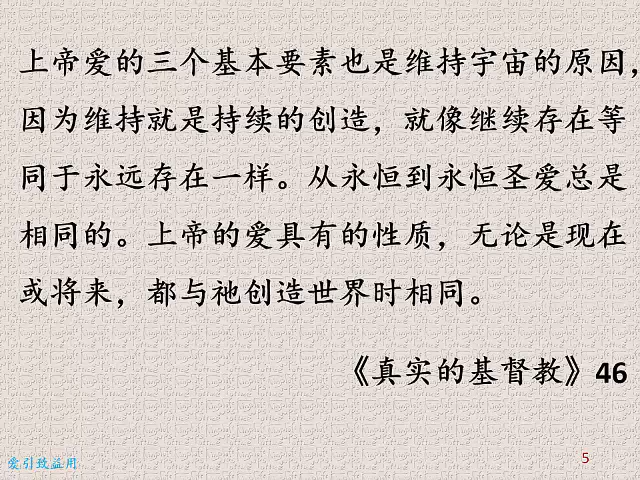 上帝爱的三个基本要素也是维持宇宙的原因，
因为维持就是持续的创造，就像继续存在等
同于永远存在一样。从永恒到永恒圣爱总是
相同的。上帝的爱具有的性质，无论是现在
或将来，都与祂创造世界时相同。
《真实的基督教》46
爱引致益用
5